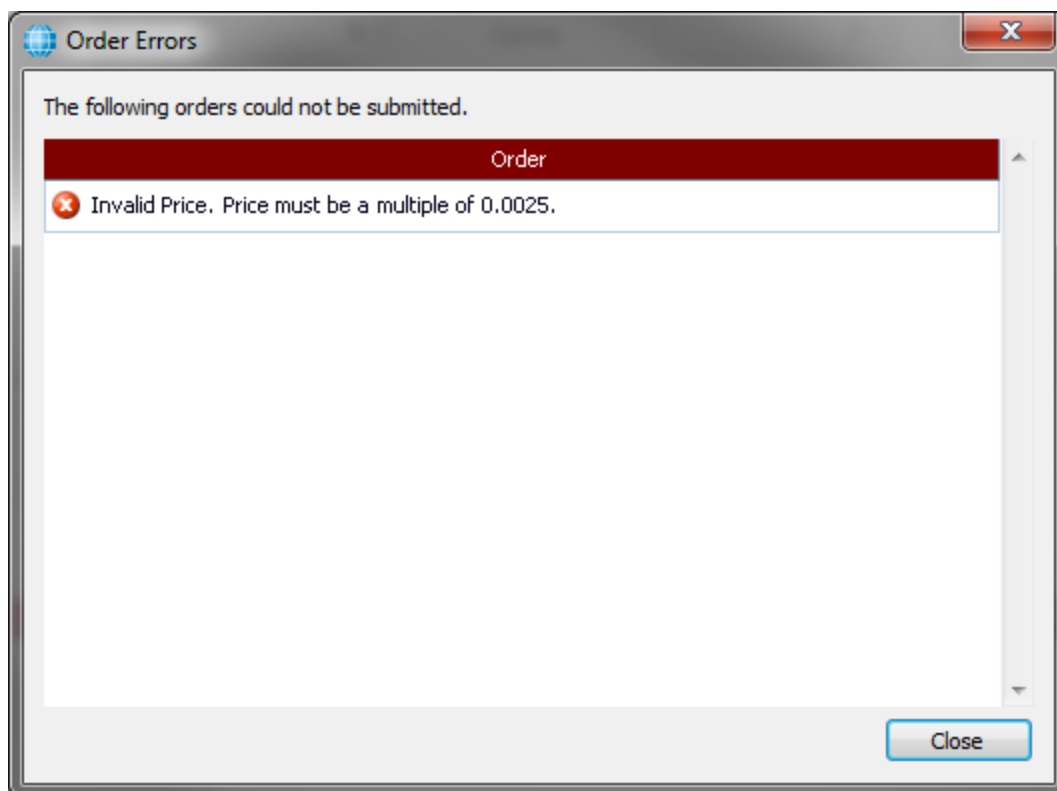 Order Errors
The following orders could not be submitted.
Order
Invalid Price. Price must be a multiple of 0.0025.
Close